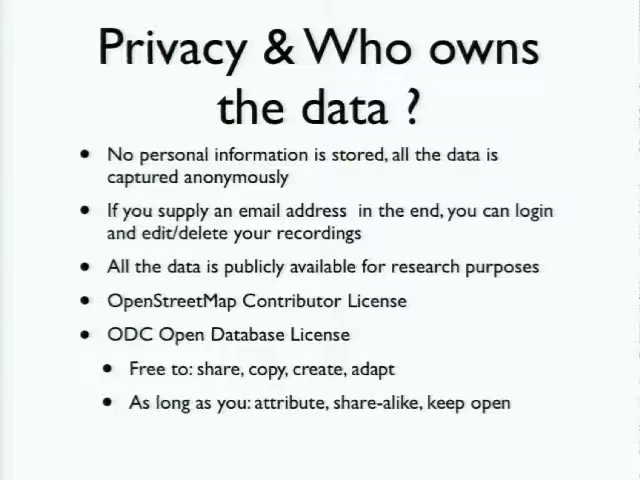 Privacy & Who owns
the data ?
• No personal information is stored, all the data is
captured anonymously
• If you supply an email address in the end, you can login
and edit/delete your recordings
• All the data is publicly available for research purposes
• OpenStreetMap Contributor License
• ODC Open Database License
• Free to: share, copy, create, adapt
• As long as you: attribute, share-alike, keep open